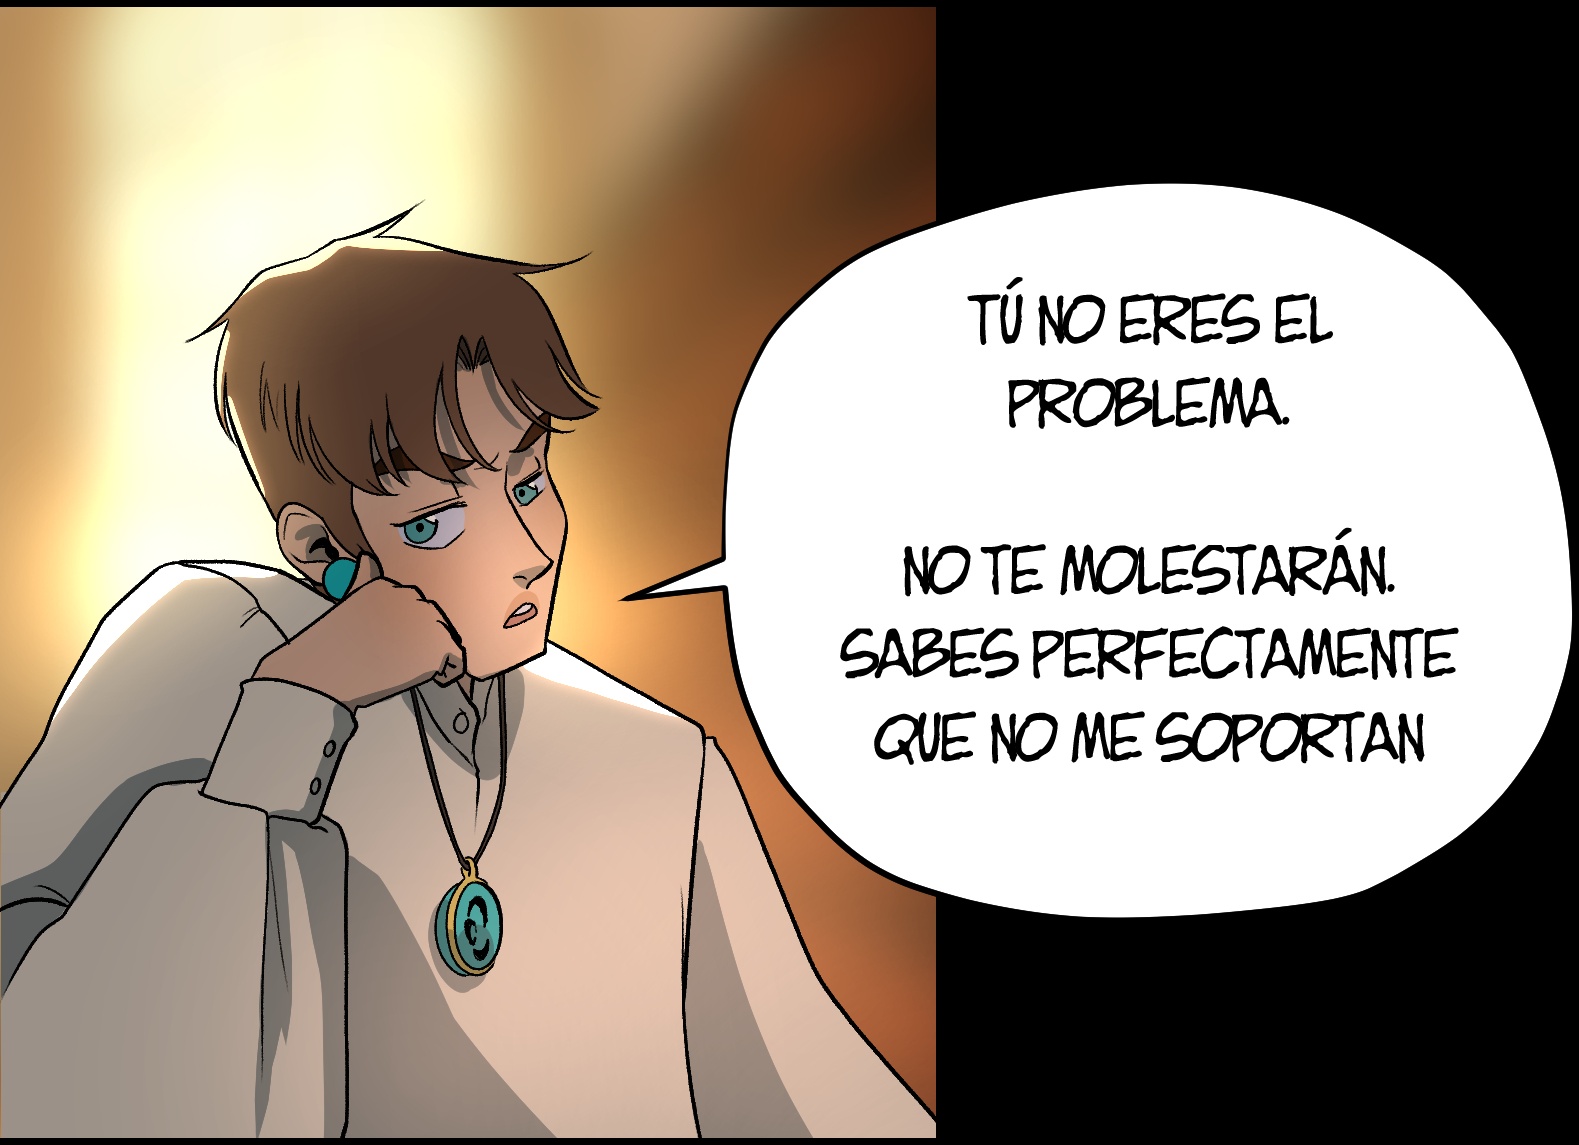 TÚ NO ERES EL
PROBLEMA.
NO TE MOLESTARÁN.
SABES PERFECTAMENTE
QUE NO ME SOPORTAN